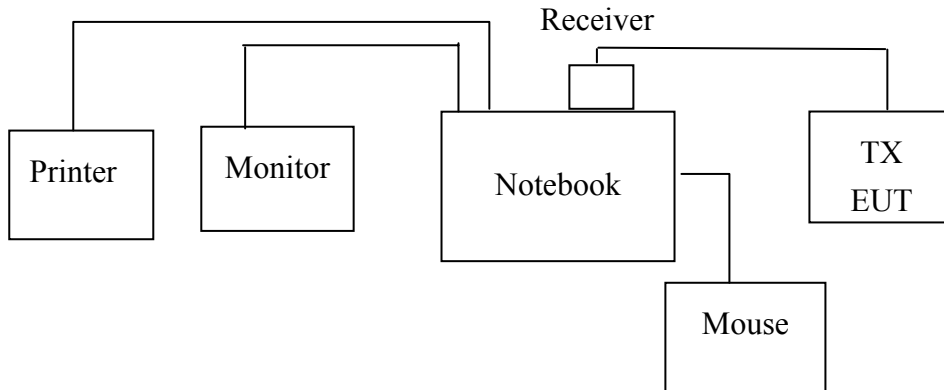 Receiver
Printer
Monitor
Notebook
TX
EUT
Mouse